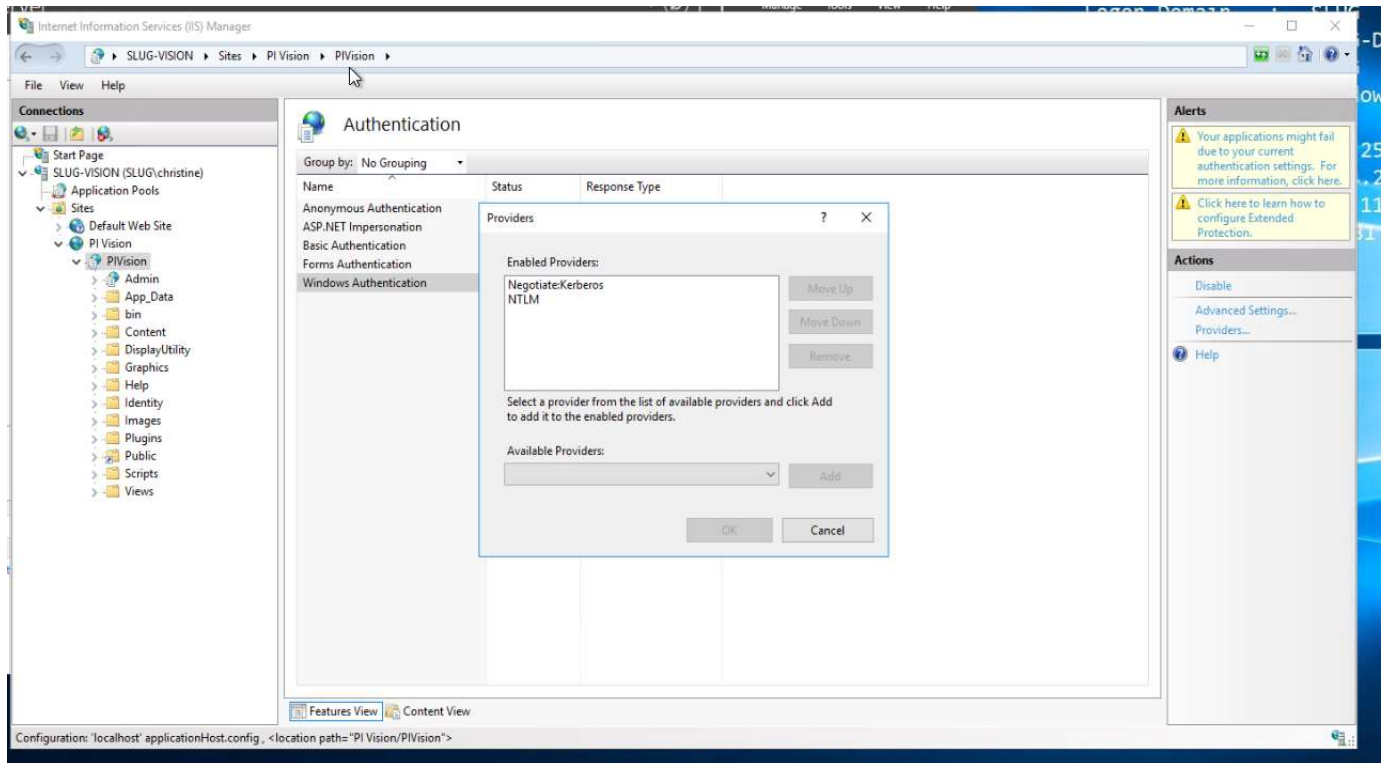 Manage Tools View Help
Logon Domain : SLUG
Internet Information Services (IIS) Manager
SLUG-VISION Sites PI Vision PIVision
File View Help
Connections
Start Page
SLUG-VISION (SLUG\christine)
Application Pools
Sites
Default Web Site
PI Vision
PIVision
Admin
App_Data
bin
Content
DisplayUtility
Graphics
Help
Identity
Images
Plugins
Public
Scripts
Views
Authentication
Group by: No Grouping
Name Status Response Type
Anonymous Authentication
ASP.NET Impersonation
Basic Authentication
Forms Authentication
Windows Authentication
Providers ? X
Enabled Providers:
Negotiate:Kerberos
NTLM
Move Up
Move Down
Remove
Select a provider from the list of available providers and click Add
to add it to the enabled providers.
Available Providers:
Add
OK Cancel
Features View Content View
Alerts
Your applications might fail
due to your current
authentication settings. For
more information, click here.
Click here to learn how to
configure Extended
Protection.
Actions
Disable
Advanced Settings...
Providers...
Help
Configuration: 'localhost' applicationHost.config , <location path="PI Vision/PIVision">